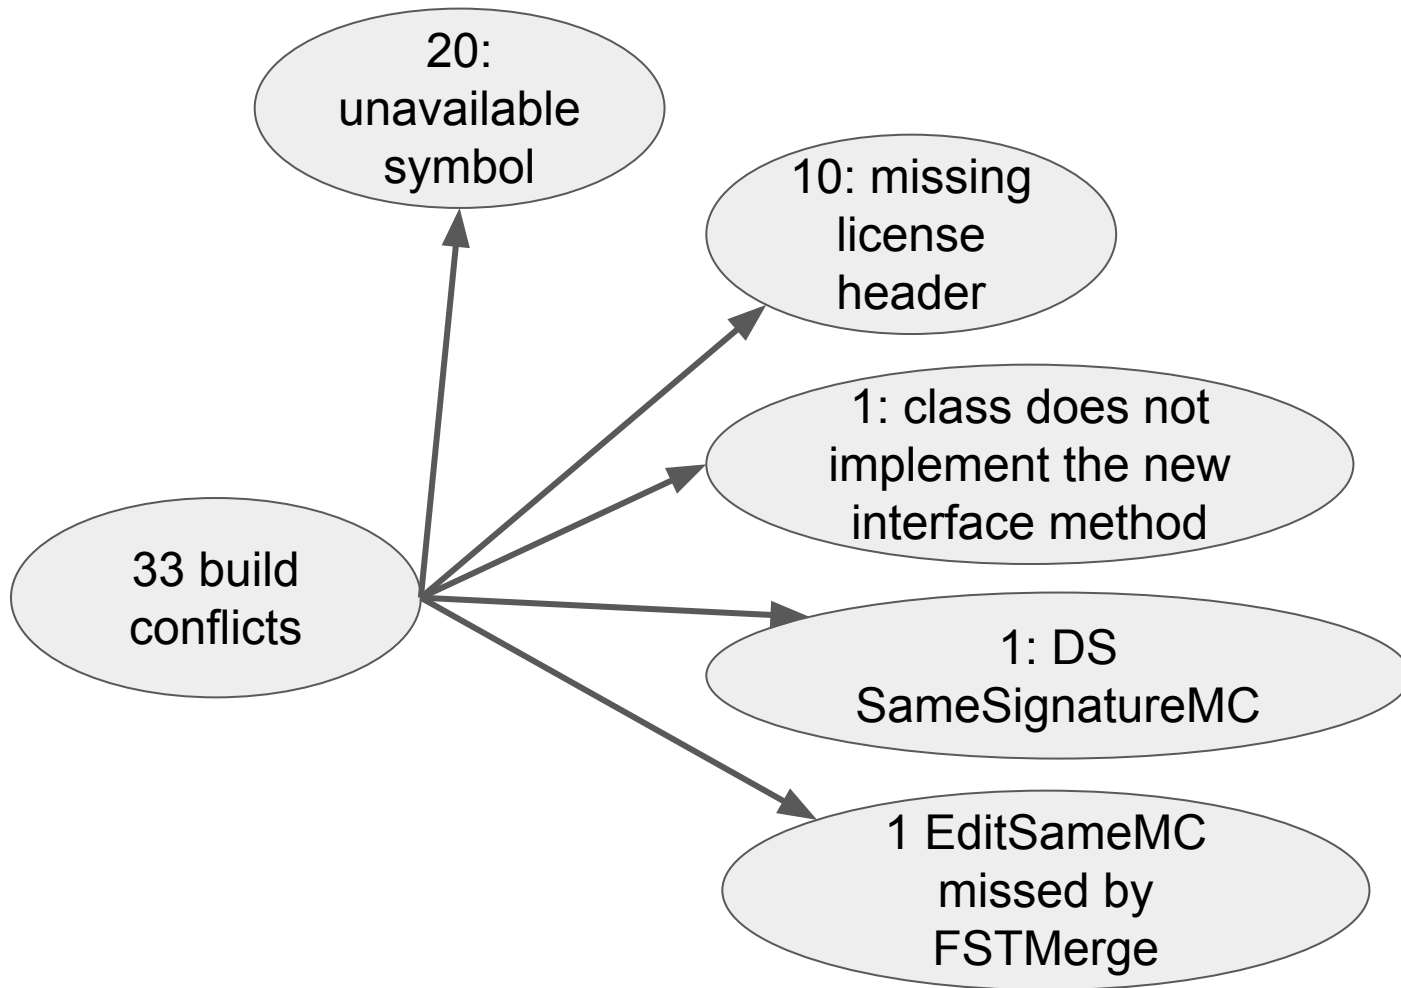 20:
unavailable
symbol
10: missing
license
header
1: class does not
implement the new
interface method
33 build
conflicts
1: DS
SameSignatureMC
1 EditSameMC
missed by
FSTMerge